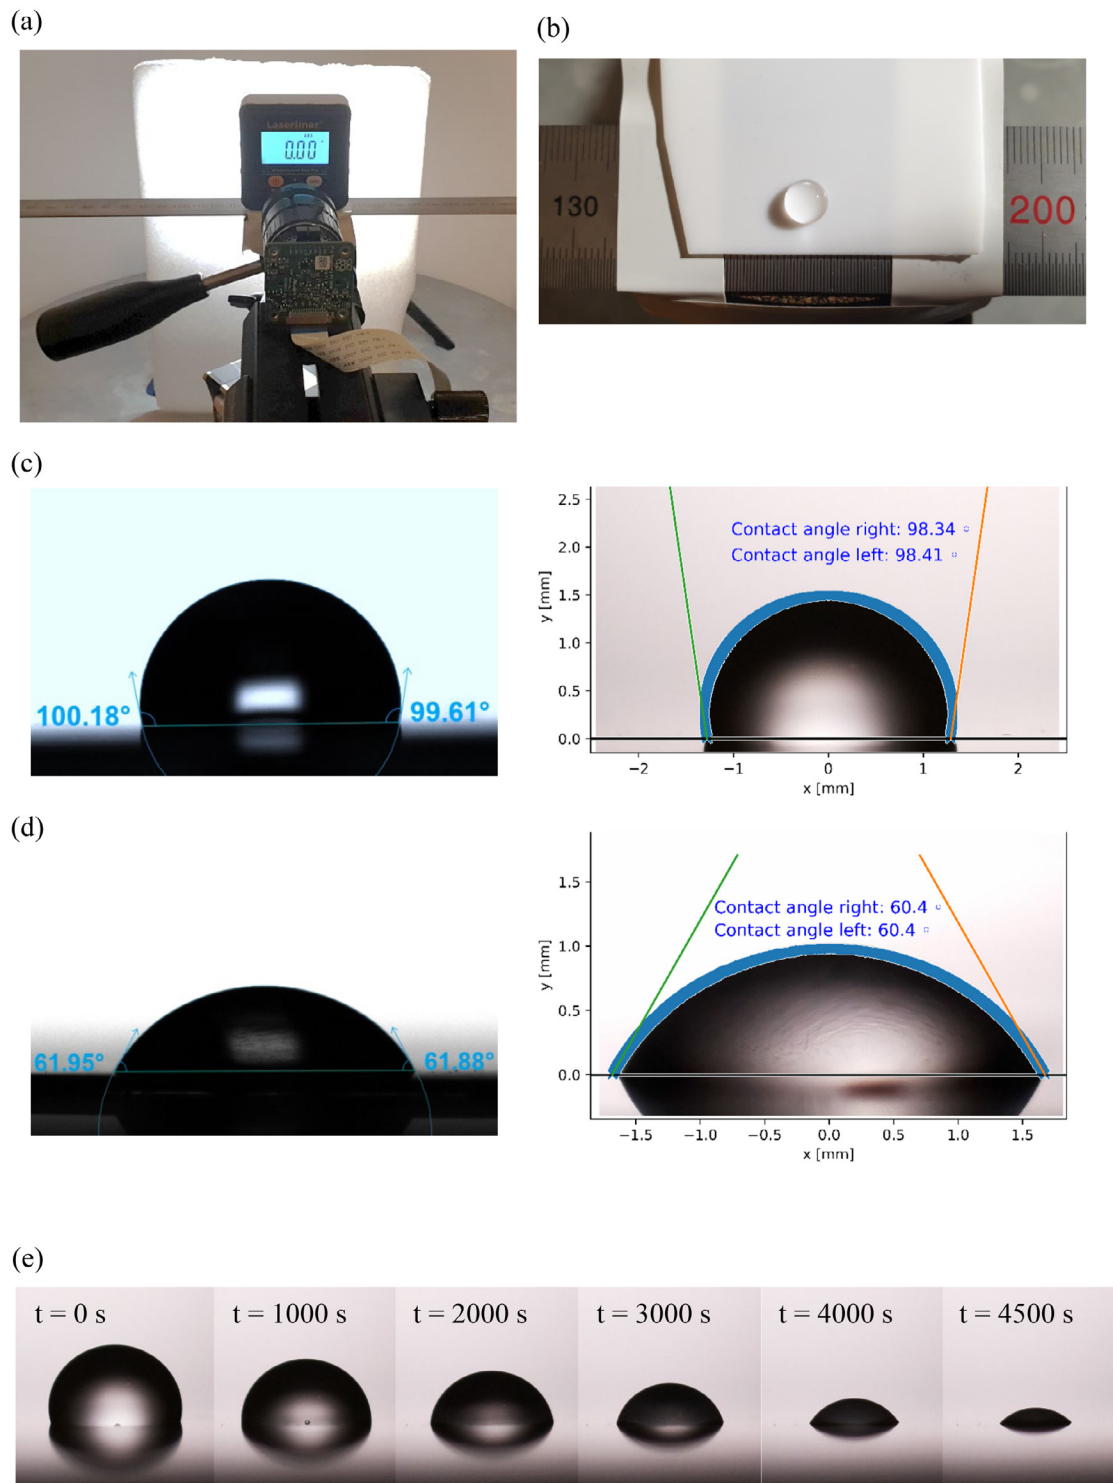 (a)
(b)
Laserliner
ABS
0.00 °
130
200
(c)
100.18°
99.61°
2.5
2.0
1.5
1.0
0.5
0.0
y [mm]
Contact angle right: 98.34 °
Contact angle left: 98.41 °
−2
−1
0
1
2
x [mm]
(d)
61.95°
61.88°
1.5
1.0
0.5
0.0
y [mm]
Contact angle right: 60.4 °
Contact angle left: 60.4 °
−1.5
−1.0
−0.5
0.0
0.5
1.0
1.5
x [mm]
(e)
t = 0 s
t = 1000 s
t = 2000 s
t = 3000 s
t = 4000 s
t = 4500 s